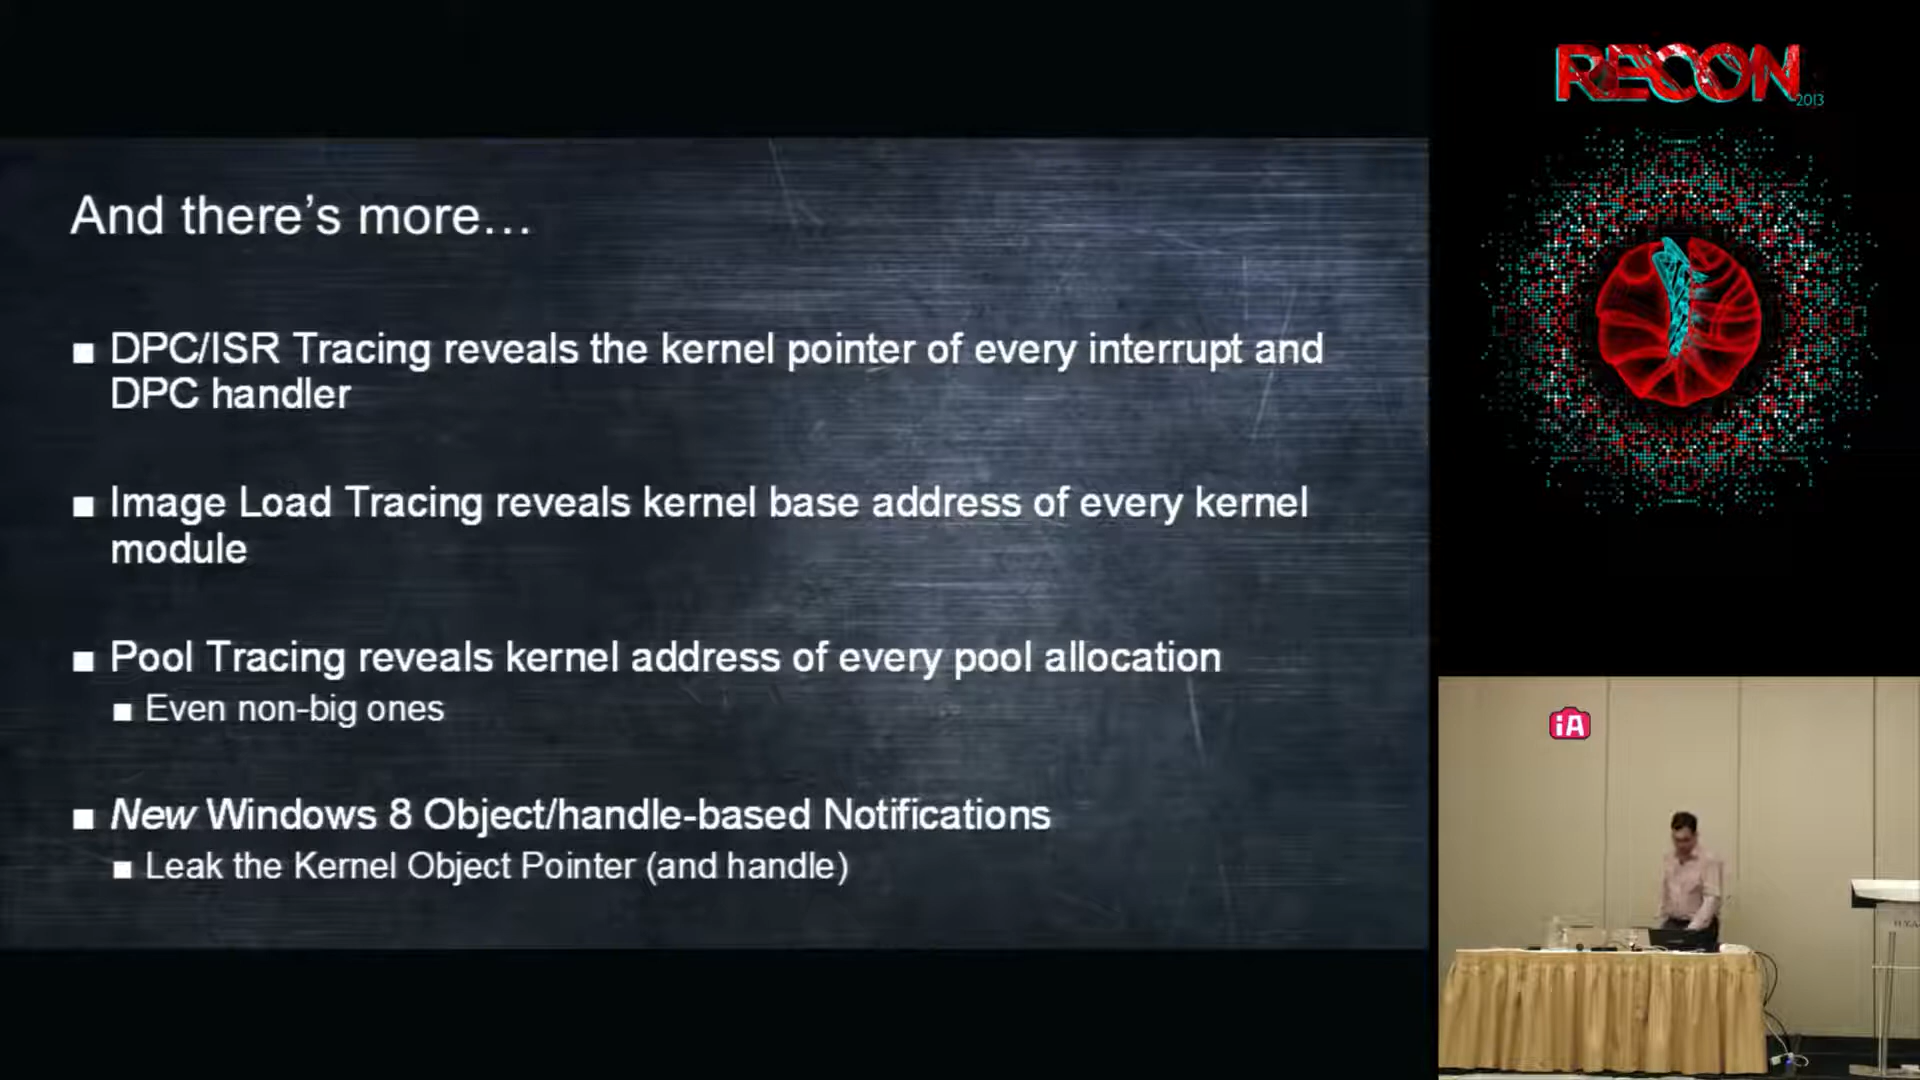 RECON
2013
And there’s more…
■ DPC/ISR Tracing reveals the kernel pointer of every interrupt and
DPC handler
■ Image Load Tracing reveals kernel base address of every kernel
module
■ Pool Tracing reveals kernel address of every pool allocation
■ Even non-big ones
■ New Windows 8 Object/handle-based Notifications
■ Leak the Kernel Object Pointer (and handle)
iA